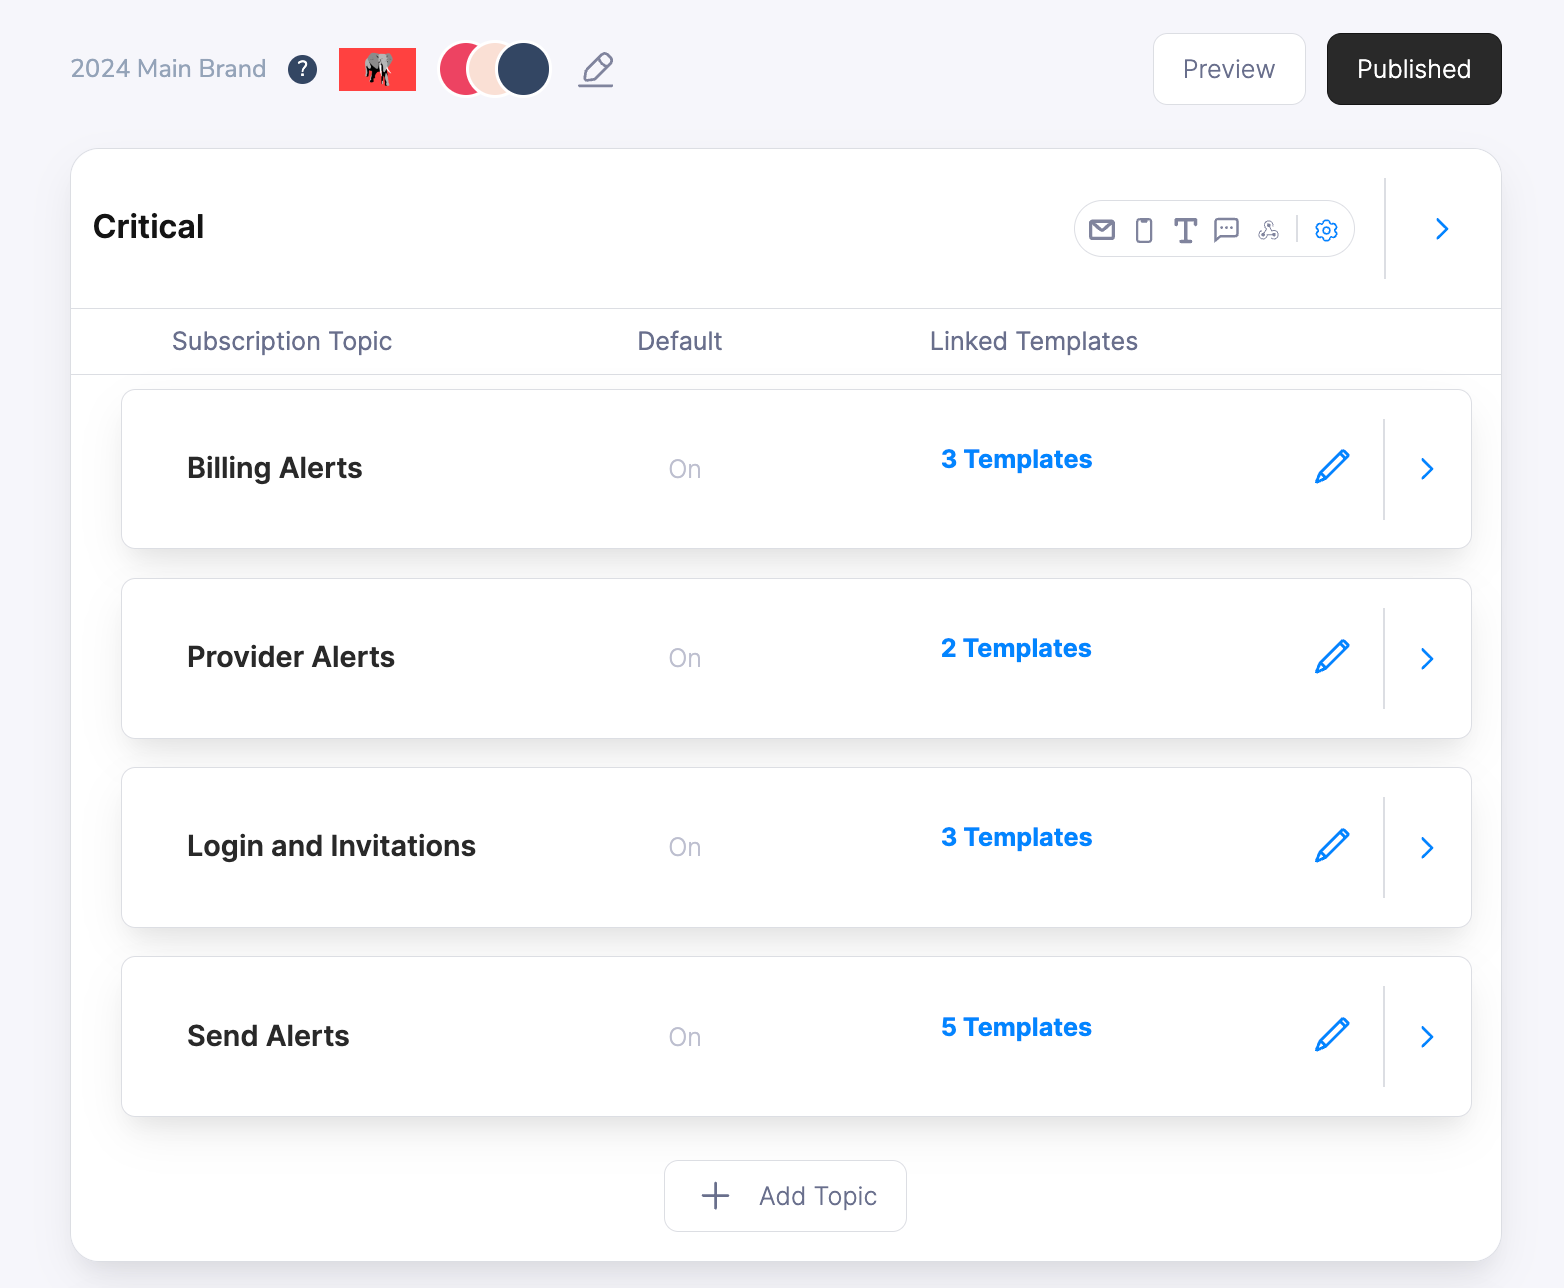 2024 Main Brand ?
Preview
Published
Critical
Subscription Topic
Default
Linked Templates
Billing Alerts
On
3 Templates
Provider Alerts
On
2 Templates
Login and Invitations
On
3 Templates
Send Alerts
On
5 Templates
Add Topic